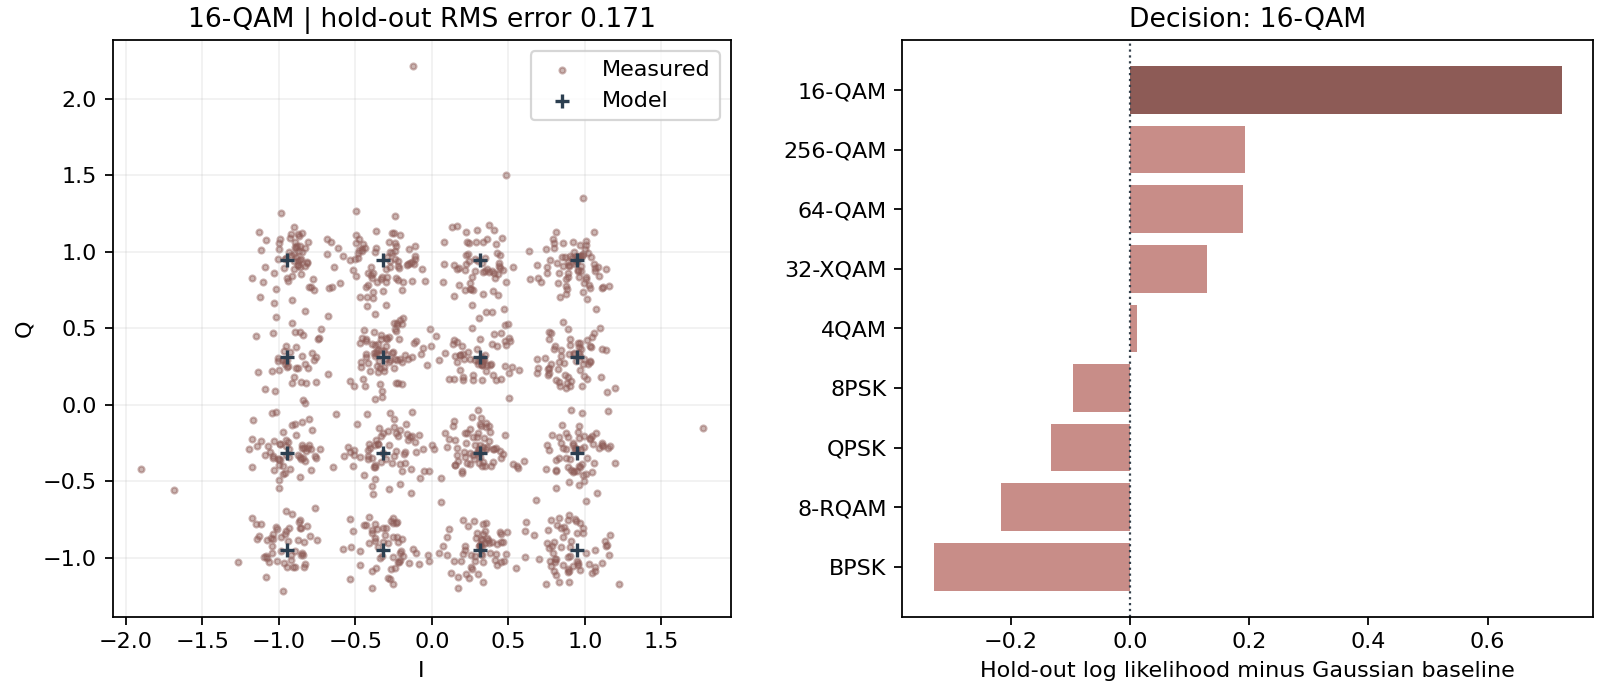 16-QAM | hold-out RMS error 0.171
Measured
Model
2.0
1.5
1.0
0.5
0.0
−0.5
−1.0
Q
−2.0 −1.5 −1.0 −0.5 0.0 0.5 1.0 1.5
I
Decision: 16-QAM
16-QAM
256-QAM
64-QAM
32-XQAM
4QAM
8PSK
QPSK
8-RQAM
BPSK
−0.2 0.0 0.2 0.4 0.6
Hold-out log likelihood minus Gaussian baseline